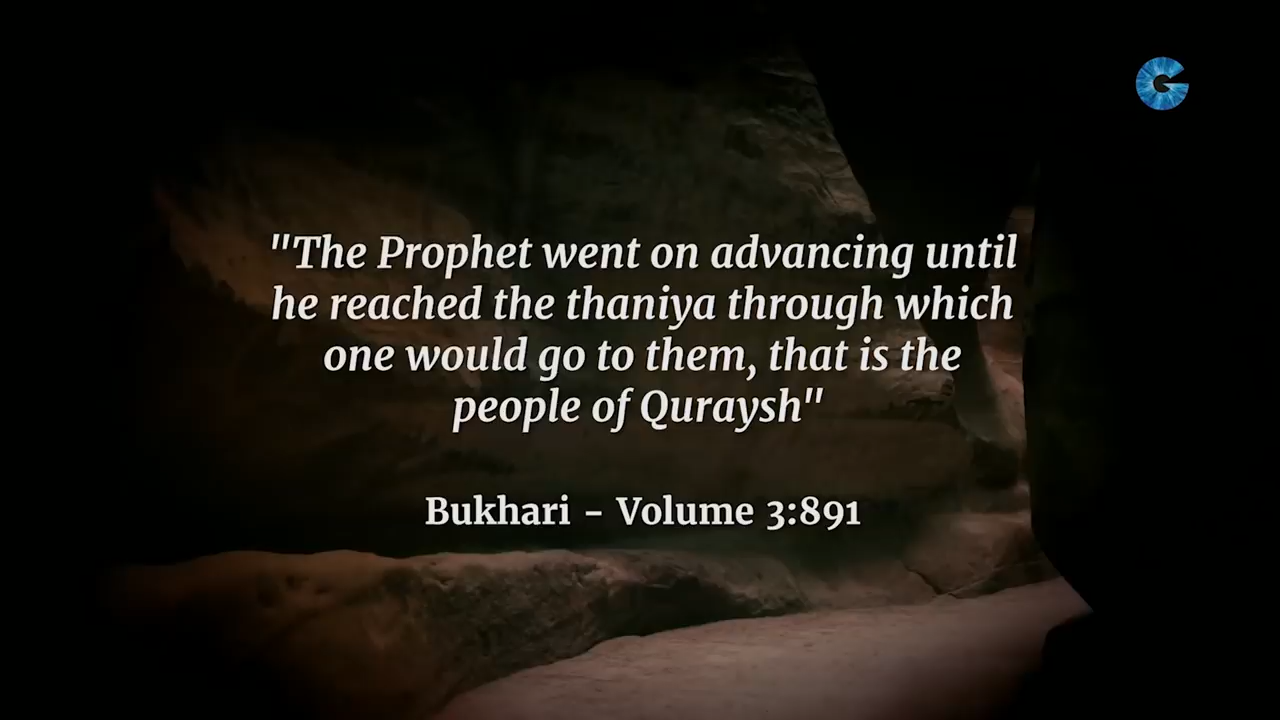 "The Prophet went on advancing until
he reached the thaniya through which
one would go to them, that is the
people of Quraysh"
Bukhari - Volume 3:891